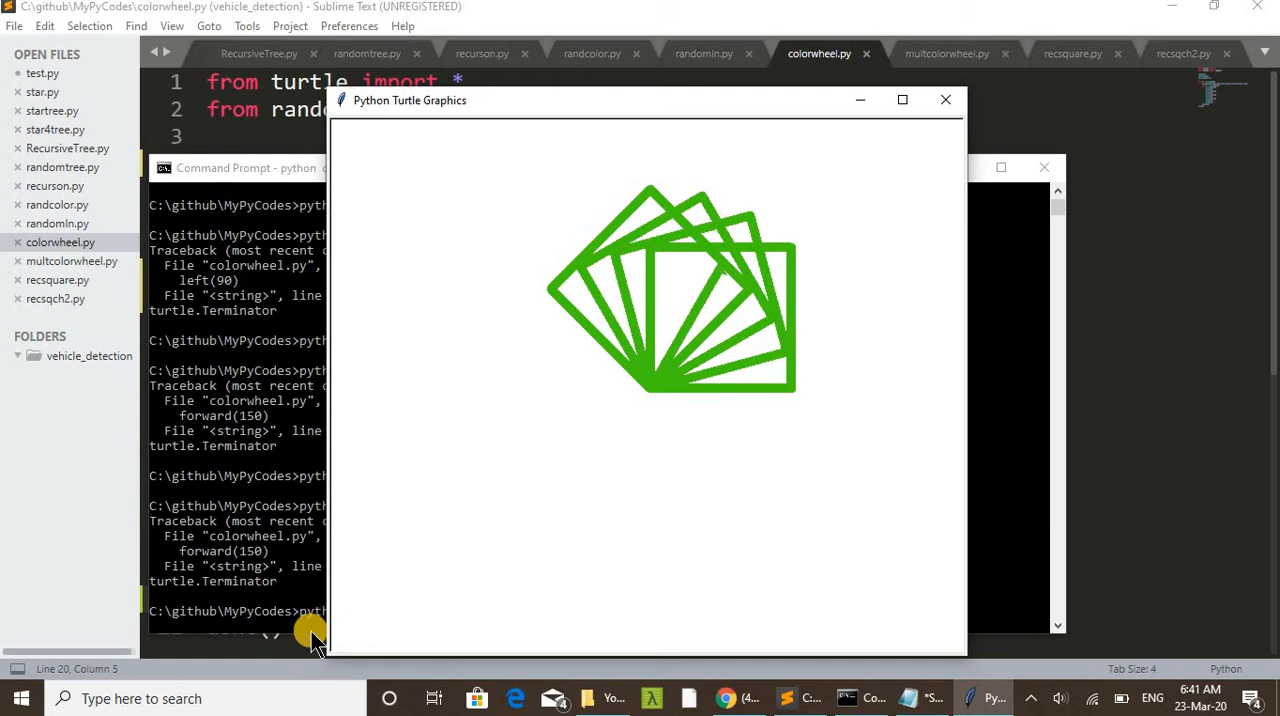 C:\github\MyPyCodes\colorwheel.py (vehicle_detection) - Sublime Text (UNREGISTERED)
File Edit Selection Find View Goto Tools Project Preferences Help
OPEN FILES
test.py
star.py
startree.py
star4tree.py
RecursiveTree.py
randomtree.py
recurson.py
randcolor.py
randomln.py
colorwheel.py
multcolorwheel.py
recsquare.py
recsqch2.py
FOLDERS
vehicle_detection
RecursiveTree.py randomtree.py recurson.py randcolor.py randomln.py colorwheel.py multcolorwheel.py recsquare.py recsqch2.py
1 from turtle import *
2 from rand
3
Python Turtle Graphics
Command Prompt - python
C:\github\MyPyCodes>pyth
C:\github\MyPyCodes>pyth
Traceback (most recent c
File "colorwheel.py",
left(90)
File "<string>", line
turtle.Terminator
C:\github\MyPyCodes>pyth
C:\github\MyPyCodes>pyth
Traceback (most recent c
File "colorwheel.py",
forward(150)
File "<string>", line
turtle.Terminator
C:\github\MyPyCodes>pyth
C:\github\MyPyCodes>pyth
Traceback (most recent c
File "colorwheel.py",
forward(150)
File "<string>", line
turtle.Terminator
C:\github\MyPyCodes>pyth
Line 20, Column 5
Tab Size: 4
Python
Type here to search
4
Yo...
(4...
C:...
Co...
*S...
Py...
ENG
6:41 AM
23-Mar-20
4